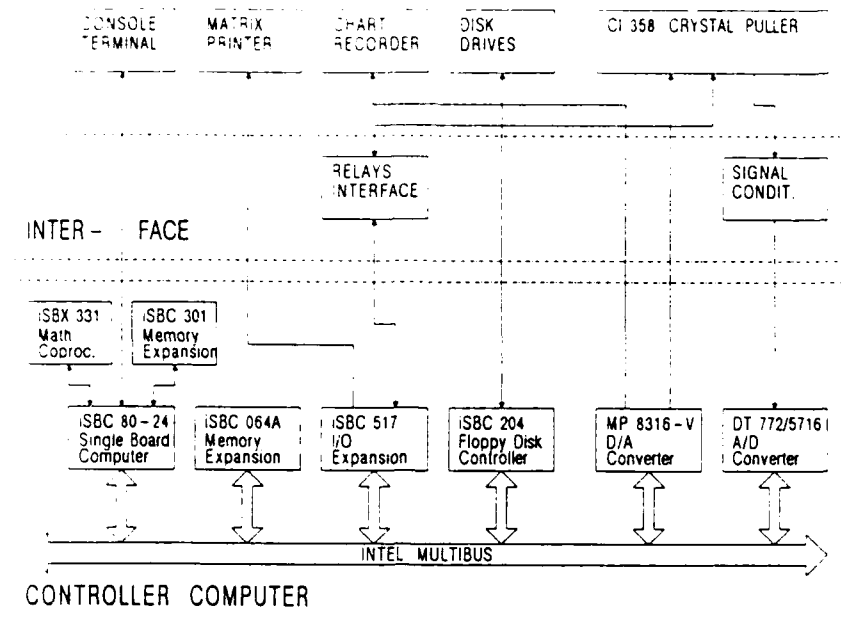 CONSOLE
TERMINAL
MATRIX
PRINTER
CHART
RECORDER
DISK
DRIVES
CI 358 CRYSTAL PULLER
RELAYS
INTERFACE
SIGNAL
CONDIT.
INTER- FACE
iSBX 331
Math
Coproc.
iSBC 301
Memory
Expansion
iSBC 80-24
Single Board
Computer
iSBC 064A
Memory
Expansion
iSBC 517
I/O
Expansion
iSBC 204
Floppy Disk
Controller
MP 8316-V
D/A
Converter
DT 772/5716
A/D
Converter
INTEL MULTIBUS
CONTROLLER COMPUTER